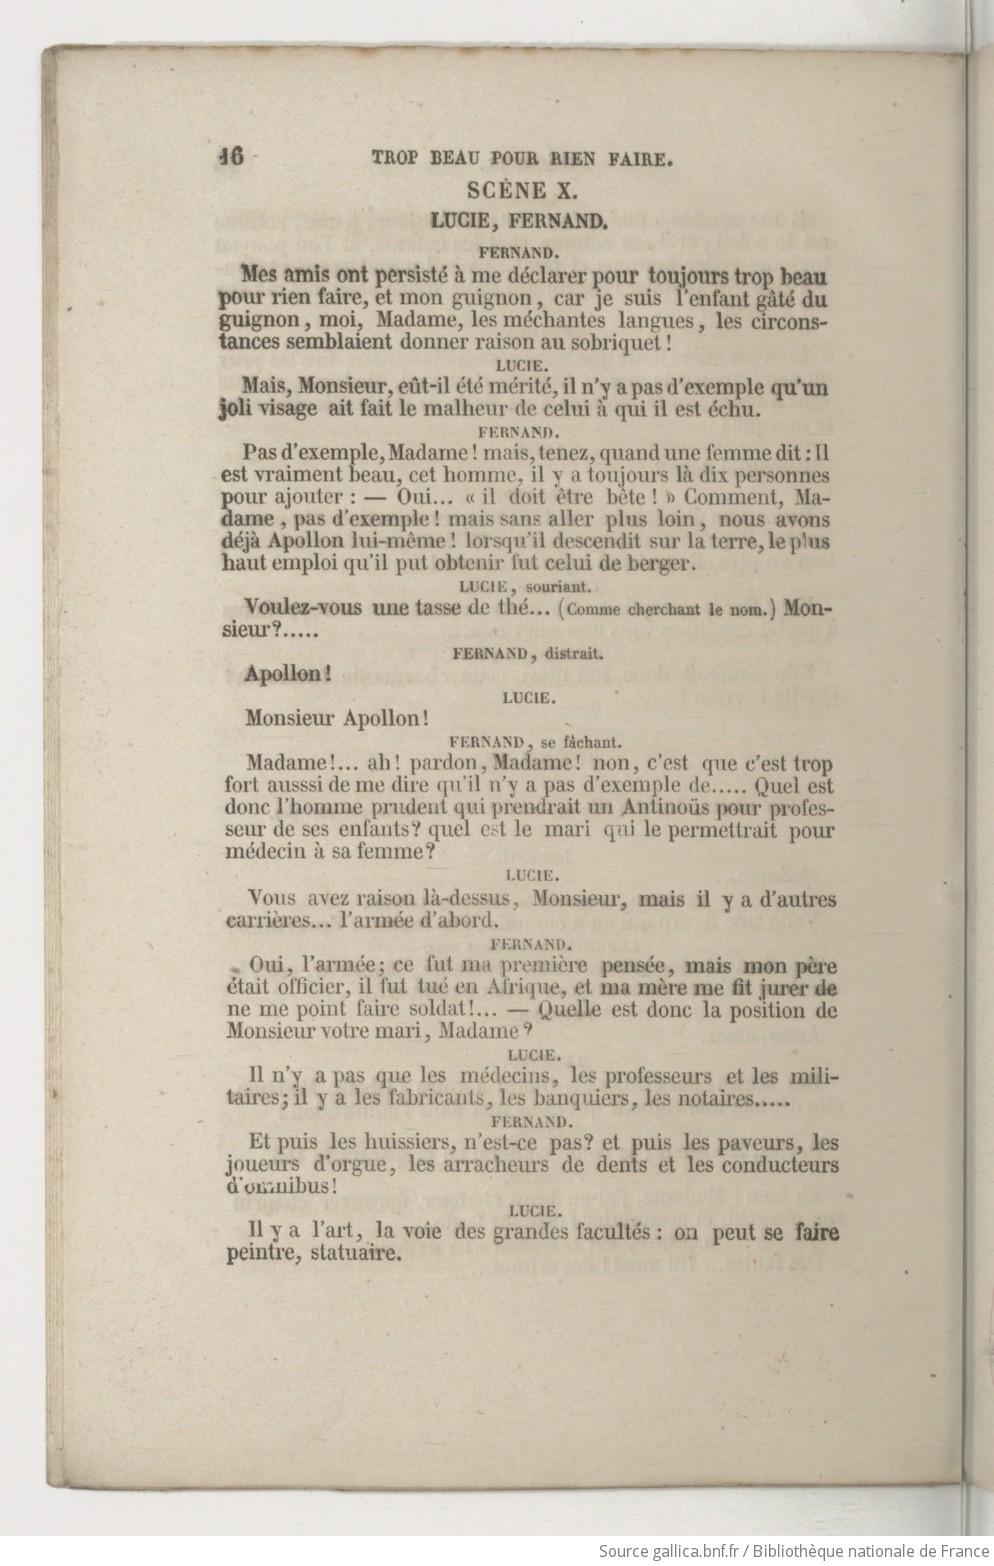 16 TROP BEAU POUR RIEN FAIRE.
SCÈNE X.
LUCIE, FERNAND.
FERNAND.
Mes amis ont persisté à me déclarer pour toujours trop beau
pour rien faire, et mon guignon, car je suis l'enfant gâté du
guignon, moi, Madame, les méchantes langues, les circons-
tances semblaient donner raison au sobriquet !
LUCIE.
Mais, Monsieur, eût-il été mérité, il n'y a pas d'exemple qu'un
joli visage ait fait le malheur de celui à qui il est échu.
FERNAND.
Pas d'exemple, Madame ! mais, tenez, quand une femme dit : Il
est vraiment beau, cet homme, il y a toujours là dix personnes
pour ajouter : — Oui... « il doit être bête ! » Comment, Ma-
dame, pas d'exemple ! mais sans aller plus loin, nous avons
déjà Apollon lui-même ! lorsqu'il descendit sur la terre, le plus
haut emploi qu'il put obtenir fut celui de berger.
LUCIE, souriant.
Voulez-vous une tasse de thé... (Comme cherchant le nom.) Mon-
sieur?.....
FERNAND, distrait.
Apollon !
LUCIE.
Monsieur Apollon !
FERNAND, se fâchant.
Madame!... ah ! pardon, Madame ! non, c'est que c'est trop
fort ausssi de me dire qu'il n'y a pas d'exemple de..... Quel est
donc l'homme prudent qui prendrait un Antinoüs pour profes-
seur de ses enfants? quel est le mari qui le permettrait pour
médecin à sa femme?
LUCIE.
Vous avez raison là-dessus, Monsieur, mais il y a d'autres
carrières... l'armée d'abord.
FERNAND.
Oui, l'armée; ce fut ma première pensée, mais mon père
était officier, il fut tué en Afrique, et ma mère me fit jurer de
ne me point faire soldat!... — Quelle est donc la position de
Monsieur votre mari, Madame?
LUCIE.
Il n'y a pas que les médecins, les professeurs et les mili-
taires; il y a les fabricants, les banquiers, les notaires.....
FERNAND.
Et puis les huissiers, n'est-ce pas? et puis les paveurs, les
joueurs d'orgue, les arracheurs de dents et les conducteurs
d'omnibus !
LUCIE.
Il y a l'art, la voie des grandes facultés : on peut se faire
peintre, statuaire.
Source gallica.bnf.fr / Bibliothèque nationale de France